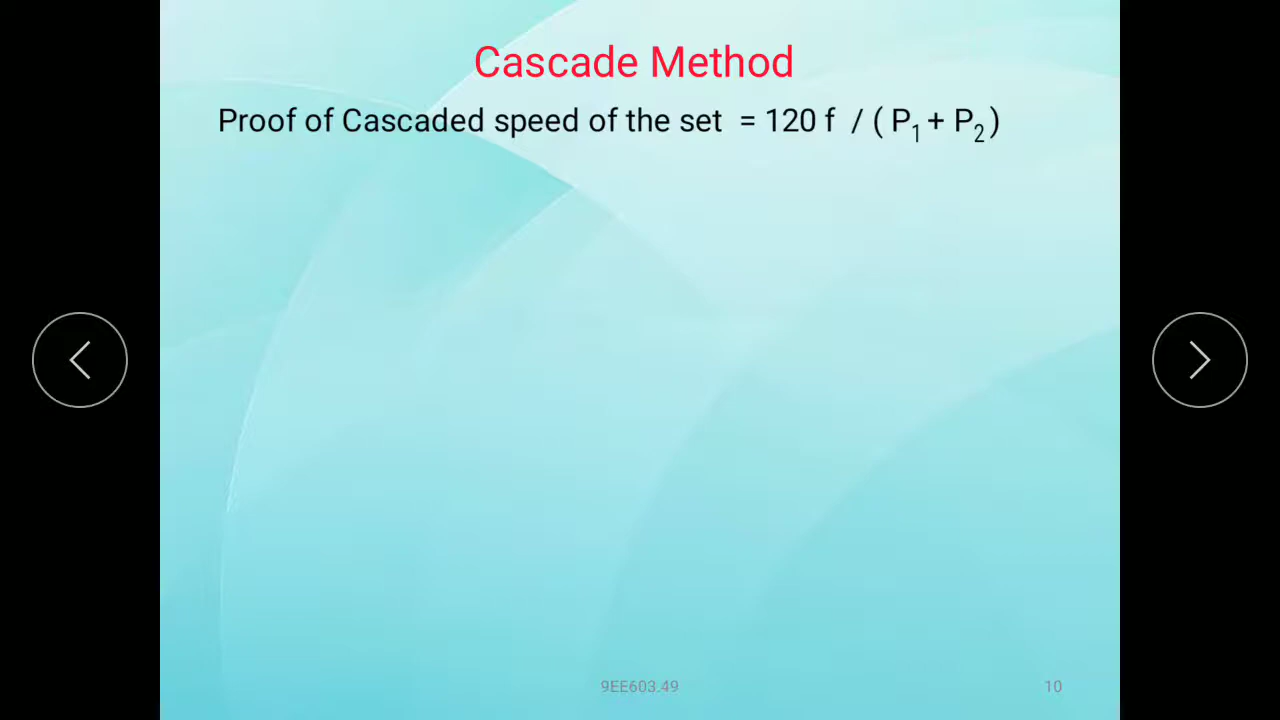 Cascade Method
Proof of Cascaded speed of the set = 120 f / ( P₁ + P₂ )
9EE603.49
10